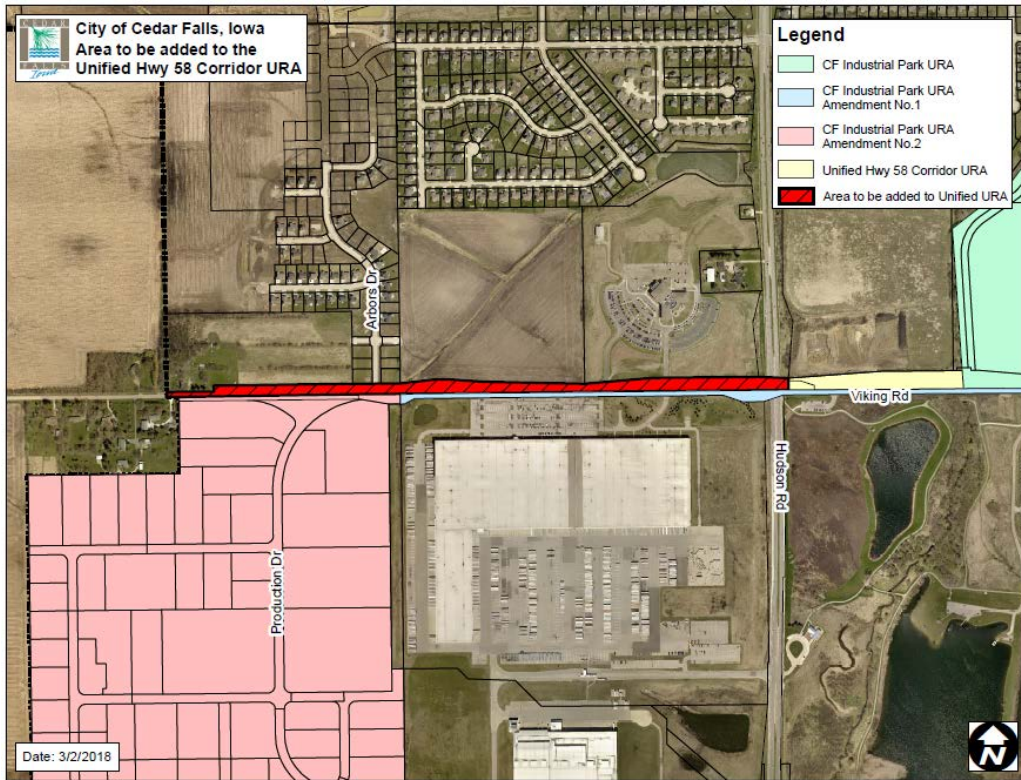 CEDAR
FALLS
Iowa
City of Cedar Falls, Iowa
Area to be added to the
Unified Hwy 58 Corridor URA
Legend
CF Industrial Park URA
CF Industrial Park URA
Amendment No.1
CF Industrial Park URA
Amendment No.2
Unified Hwy 58 Corridor URA
Area to be added to Unified URA
Arbors Dr
Viking Rd
Hudson Rd
Production Dr
Date: 3/2/2018
N